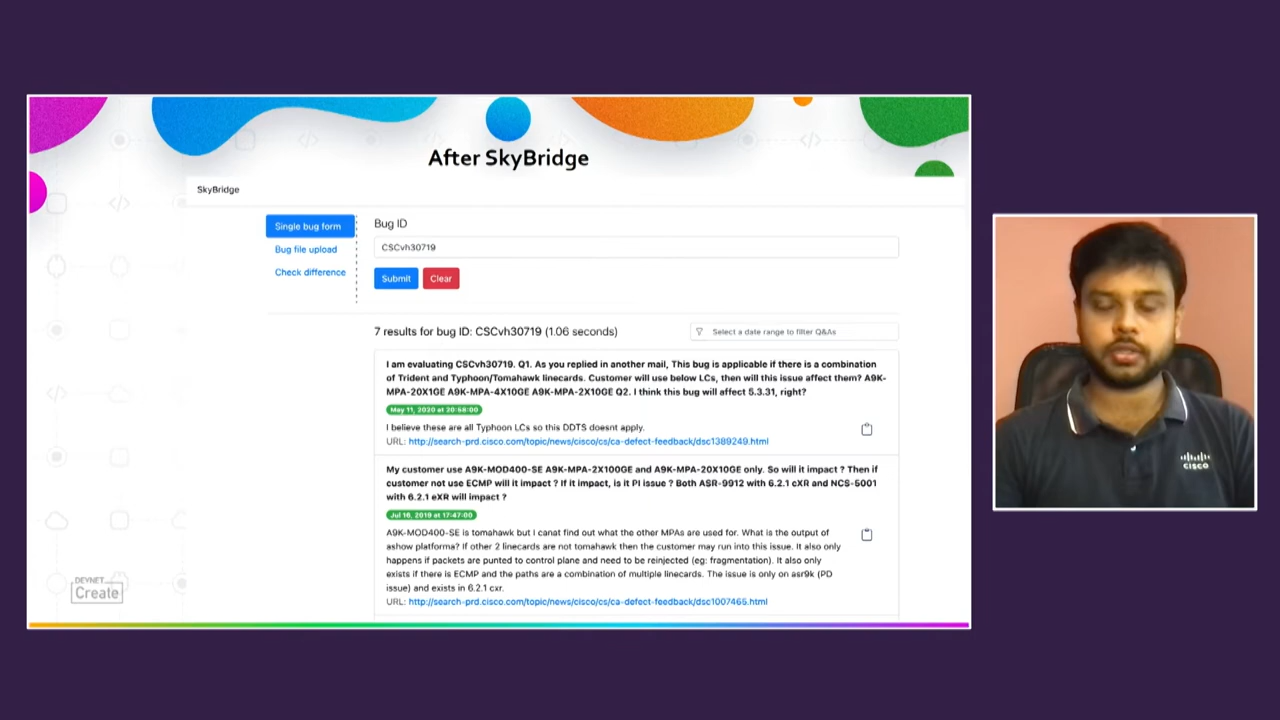 After SkyBridge
SkyBridge
Single bug form
Bug file upload
Check difference
Bug ID
CSCvh30719
Submit Clear
7 results for bug ID: CSCvh30719 (1.06 seconds)
Select a date range to filter Q&As
I am evaluating CSCvh30719. Q1. As you replied in another mail, This bug is applicable if there is a combination
of Trident and Typhoon/Tomahawk linecards. Customer will use below LCs, then will this issue affect them? A9K-
MPA-20X1GE A9K-MPA-4X10GE A9K-MPA-2X10GE Q2. I think this bug will affect 5.3.31, right?
May 11, 2020 at 20:58:00
I believe these are all Typhoon LCs so this DDTS doesnt apply.
URL: http://search-prd.cisco.com/topic/news/cisco/cs/ca-defect-feedback/dsc1389249.html
My customer use A9K-MOD400-SE A9K-MPA-2X100GE and A9K-MPA-20X10GE only. So will it impact ? Then if
customer not use ECMP will it impact ? If it impact, is it PI issue ? Both ASR-9912 with 6.2.1 cXR and NCS-5001
with 6.2.1 eXR will impact ?
Jul 16, 2019 at 17:47:00
A9K-MOD400-SE is tomahawk but i canat find out what the other MPAs are used for. What is the output of
ashow platforma? If other 2 linecards are not tomahawk then the customer may run into this issue. It also only
happens if packets are punted to control plane and need to be reinjected (eg: fragmentation). It also only
exists if there is ECMP and the paths are a combination of multiple linecards. The issue is only on asr9k (PD
issue) and exists in 6.2.1 cxr.
URL: http://search-prd.cisco.com/topic/news/cisco/cs/ca-defect-feedback/dsc1007465.html
DEVNET
Create
CISCO